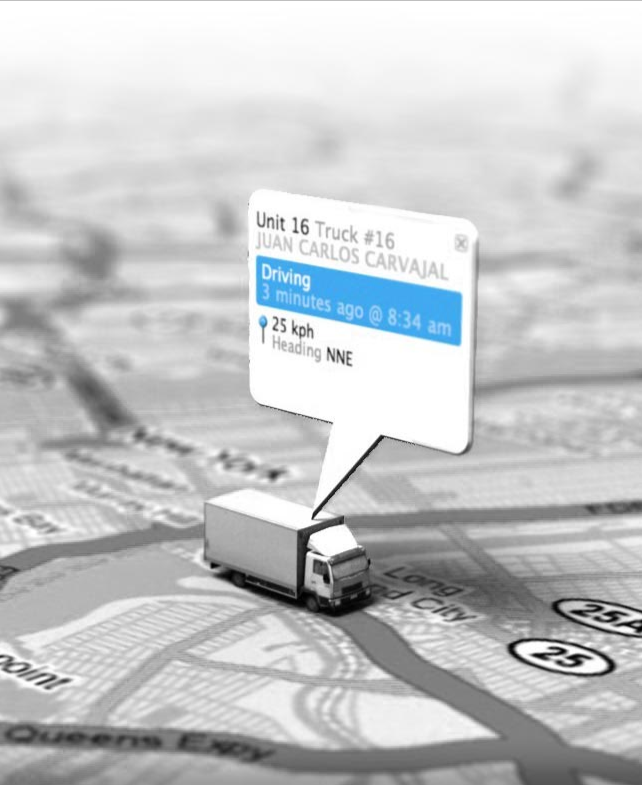 Unit 16 Truck #16
JUAN CARLOS CARVAJAL
Driving
3 minutes ago @ 8:34 am
25 kph
Heading NNE
New York
Long
nd City
25A
25
point
Queens Expy